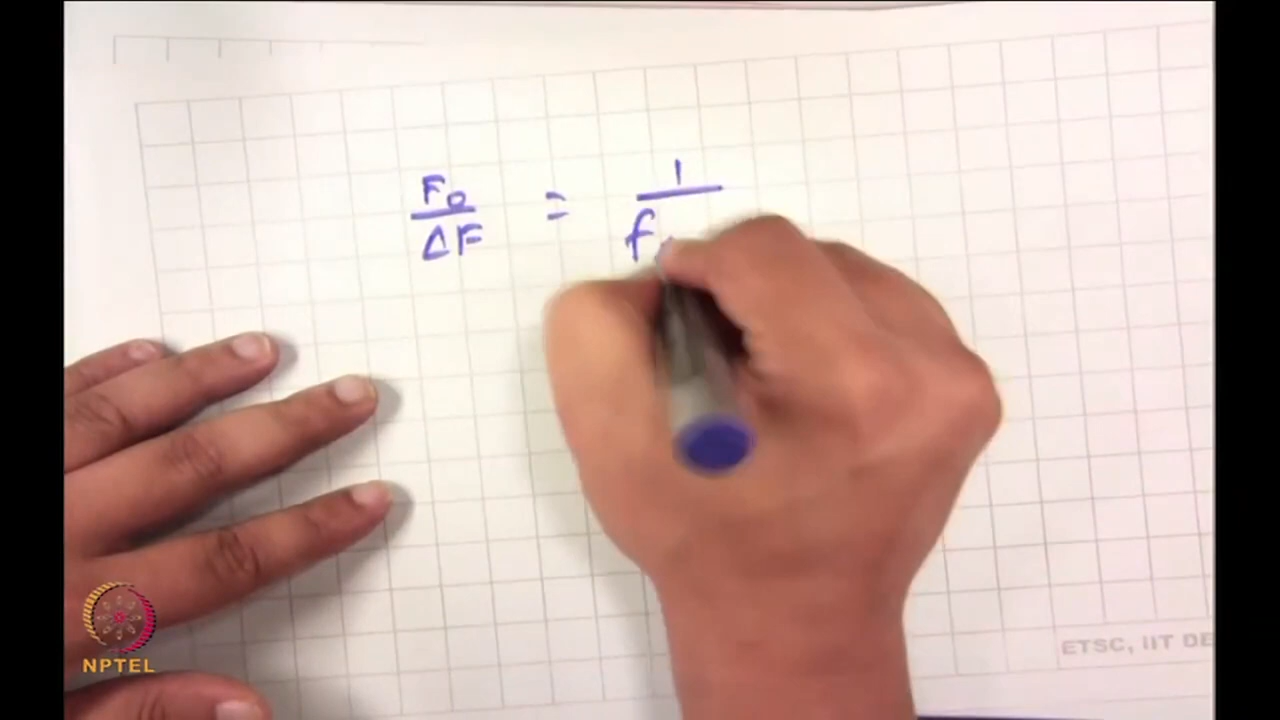 F₀/ΔF = 1/f
ETSC, IIT DE
NPTEL